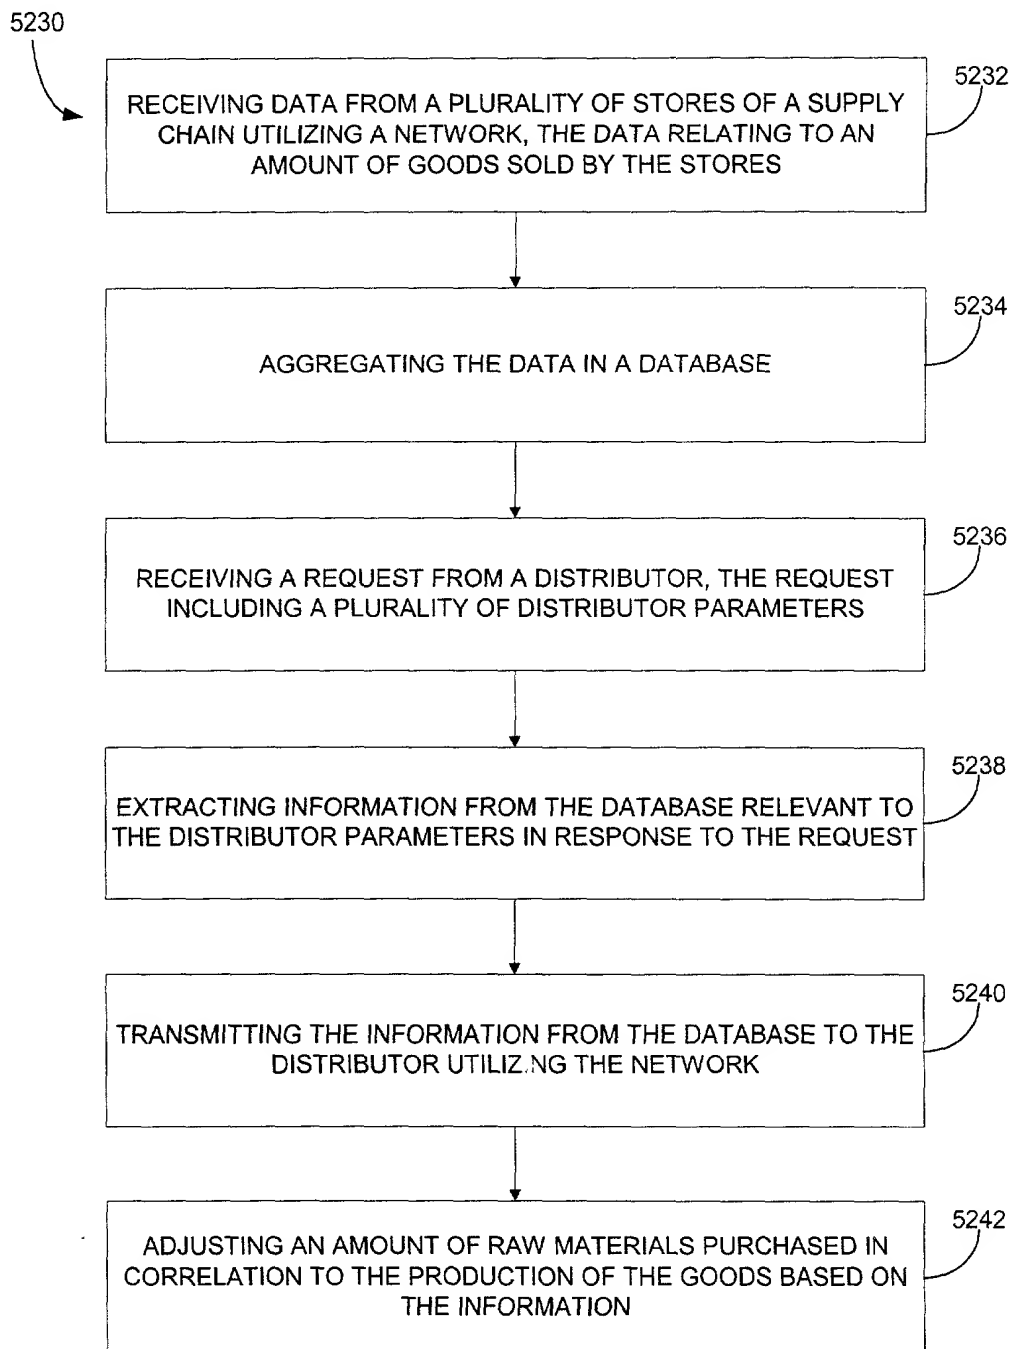 5230
5232
RECEIVING DATA FROM A PLURALITY OF STORES OF A SUPPLY
CHAIN UTILIZING A NETWORK, THE DATA RELATING TO AN
AMOUNT OF GOODS SOLD BY THE STORES
5234
AGGREGATING THE DATA IN A DATABASE
5236
RECEIVING A REQUEST FROM A DISTRIBUTOR, THE REQUEST
INCLUDING A PLURALITY OF DISTRIBUTOR PARAMETERS
5238
EXTRACTING INFORMATION FROM THE DATABASE RELEVANT TO
THE DISTRIBUTOR PARAMETERS IN RESPONSE TO THE REQUEST
5240
TRANSMITTING THE INFORMATION FROM THE DATABASE TO THE
DISTRIBUTOR UTILIZING THE NETWORK
5242
ADJUSTING AN AMOUNT OF RAW MATERIALS PURCHASED IN
CORRELATION TO THE PRODUCTION OF THE GOODS BASED ON
THE INFORMATION